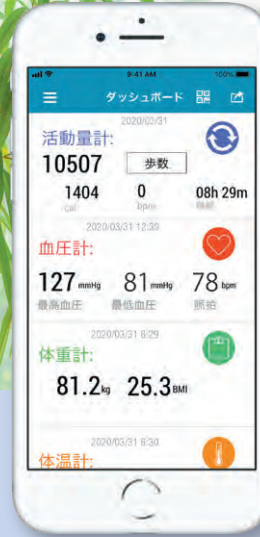 9:41 AM 100%
ダッシュボード
2020/03/31
活動量計:
10507 歩数
1404 0 08h 29m
cal bpm 睡眠
2020/03/31 12:39
血圧計:
127 mmHg 81 mmHg 78 bpm
最高血圧 最低血圧 脈拍
2020/03/31 8:29
体重計:
81.2kg 25.3 BMI
2020/03/31 8:30
体温計: